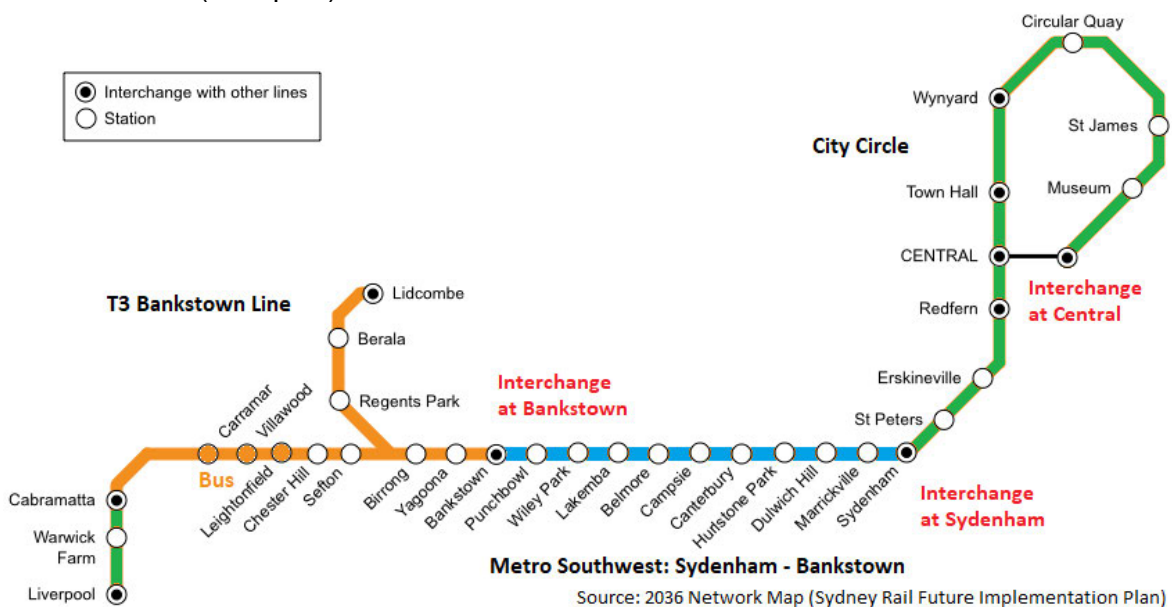 Circular Quay
Interchange with other lines
Station
Wynyard
St James
City Circle
Town Hall
Museum
CENTRAL
Interchange
at Central
T3 Bankstown Line
Lidcombe
Redfern
Berala
Interchange
at Bankstown
Erskineville
Regents Park
St Peters
Carramar
Villawood
Bus
Leightonfield
Chester Hill
Sefton
Birrong
Yagoona
Bankstown
Punchbowl
Wiley Park
Lakemba
Belmore
Campsie
Canterbury
Hurlstone Park
Dulwich Hill
Marrickville
Sydenham
Interchange
at Sydenham
Cabramatta
Warwick
Farm
Liverpool
Metro Southwest: Sydenham - Bankstown
Source: 2036 Network Map (Sydney Rail Future Implementation Plan)